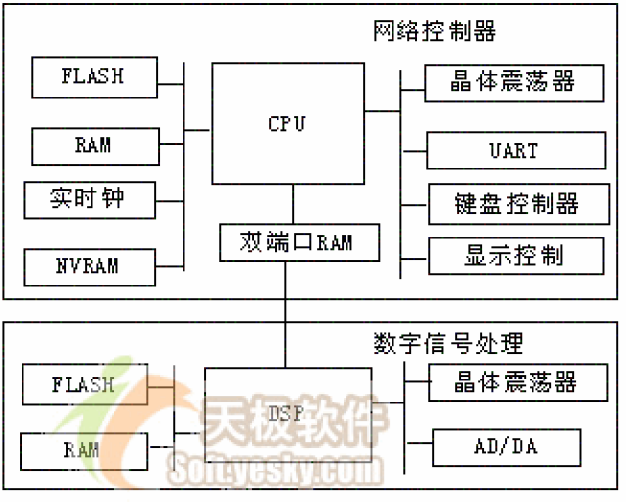 网络控制器
FLASH
CPU
晶体震荡器
RAM
UART
实时钟
键盘控制器
双端口RAM
显示控制
NVRAM
数字信号处理
FLASH
DSP
晶体震荡器
RAM
AD/DA
天极软件
Softyesky.com